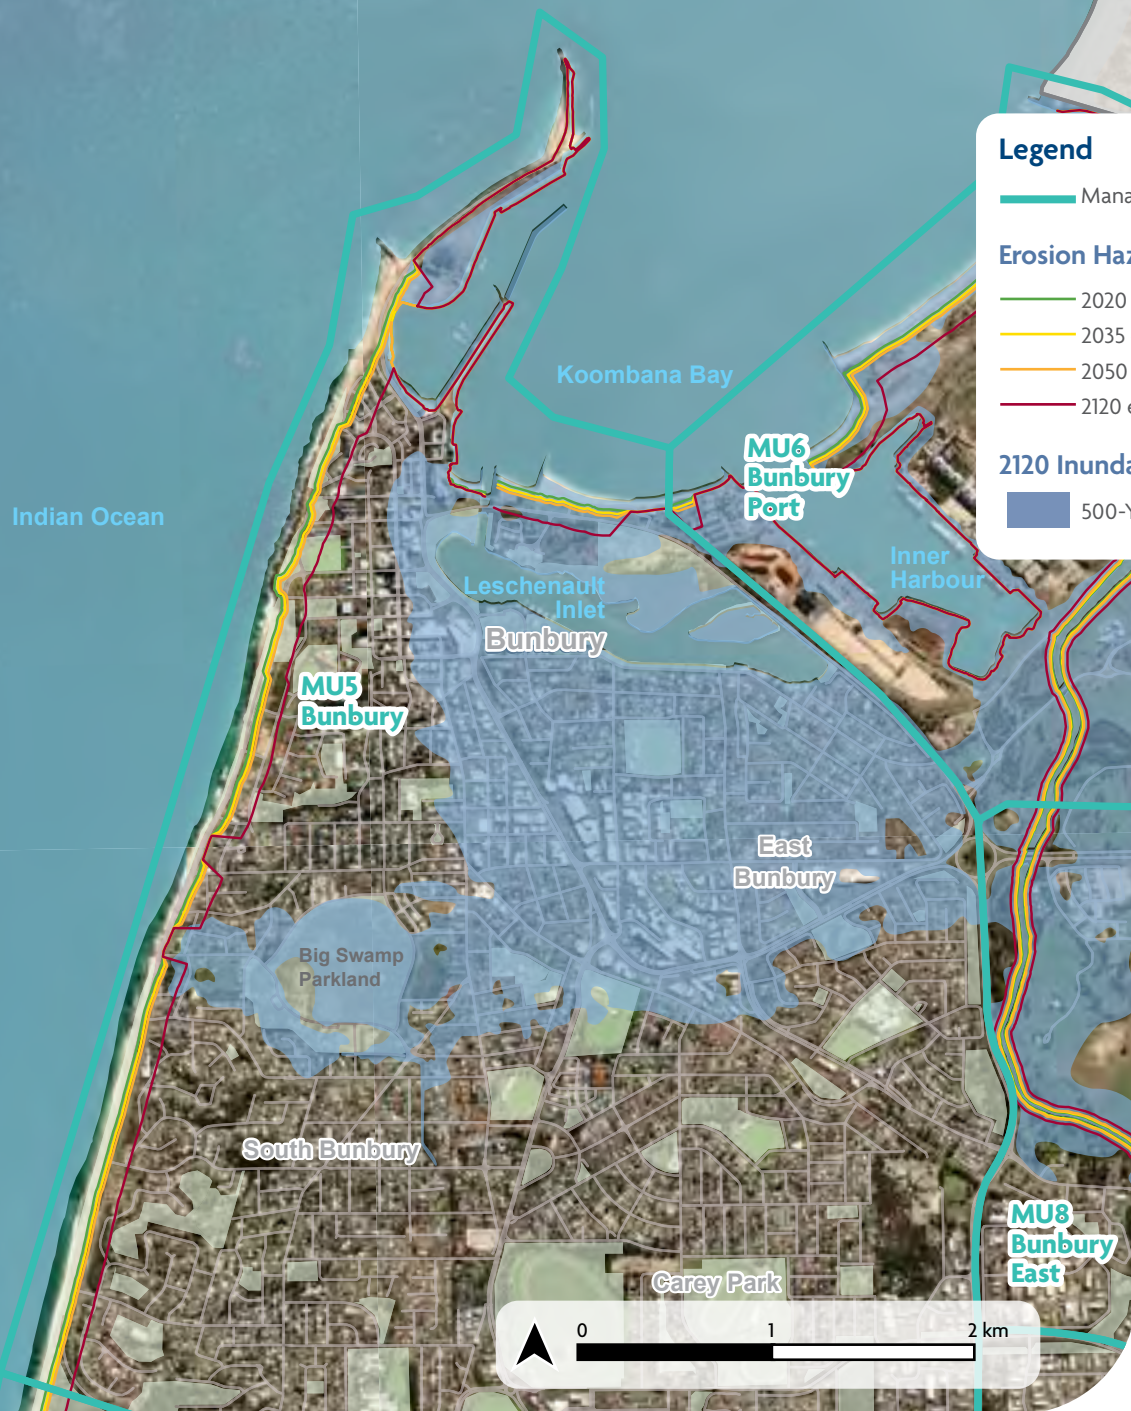 Legend
Mana
Erosion Haz
2020
2035
2050
2120 e
2120 Inunda
500-Y
Koombana Bay
MU6
Bunbury
Port
Indian Ocean
Inner
Harbour
Leschenault
Inlet
Bunbury
MU5
Bunbury
East
Bunbury
Big Swamp
Parkland
South Bunbury
MU8
Bunbury
East
Carey Park
0 1 2 km